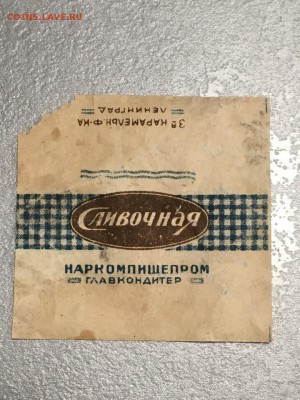 COINS.LAVE.RU
3я КАРАМЕЛЬН. Ф-КА
ЛЕНИНГРАД
Сливочная
НАРКОМПИЩЕПРОМ
ГЛАВКОНДИТЕР